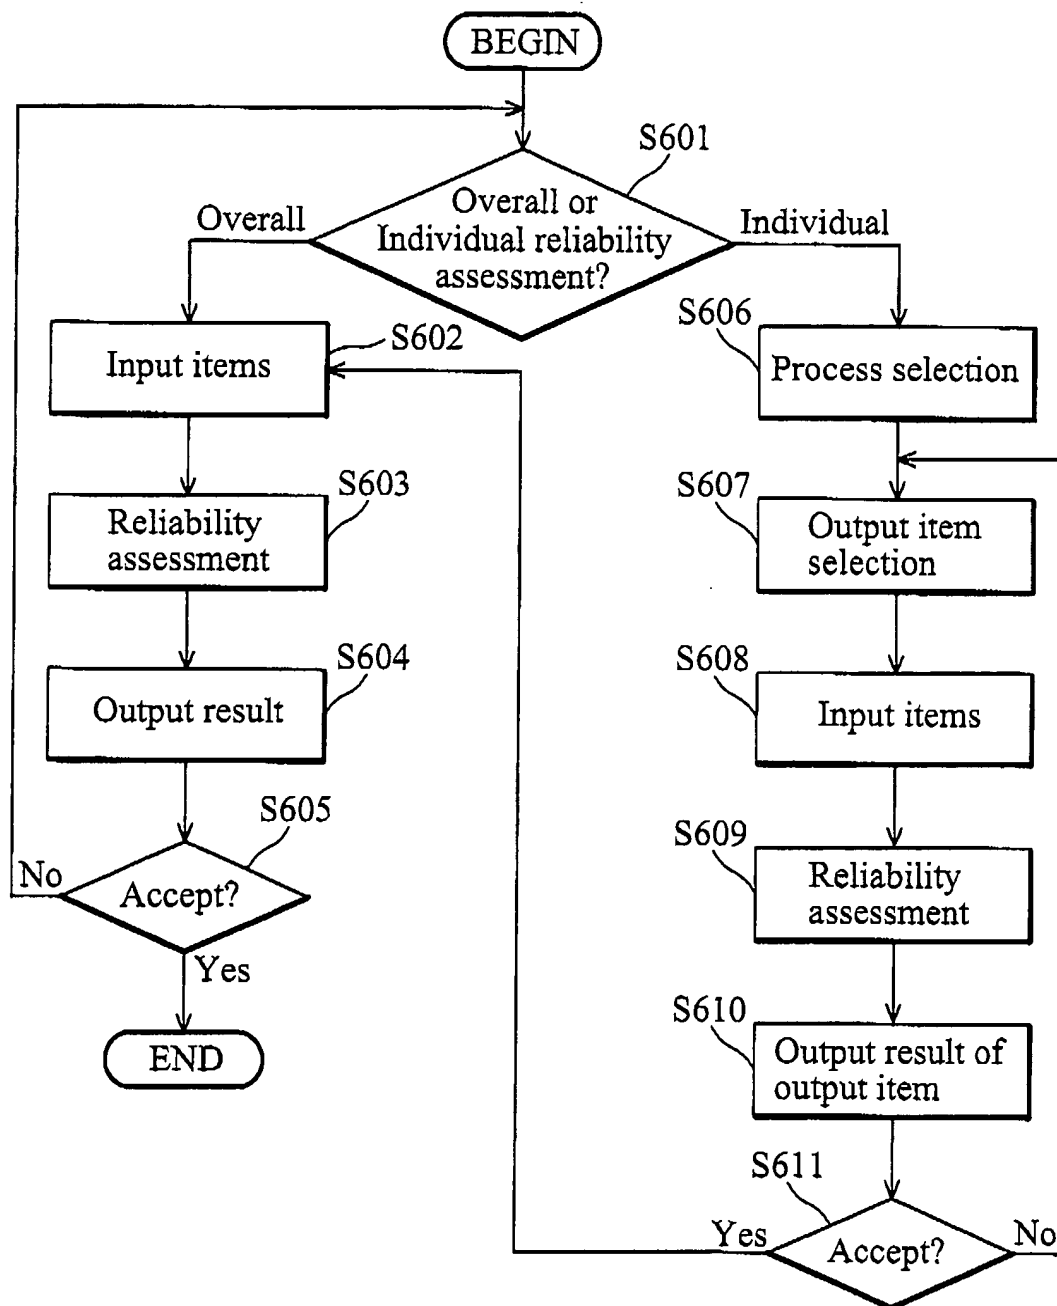 BEGIN
S601
Overall or
Individual reliability
assessment?
Overall
Individual
S602
Input items
S603
Reliability
assessment
S604
Output result
S605
Accept?
No
Yes
END
S606
Process selection
S607
Output item
selection
S608
Input items
S609
Reliability
assessment
S610
Output result of
output item
S611
Accept?
Yes
No